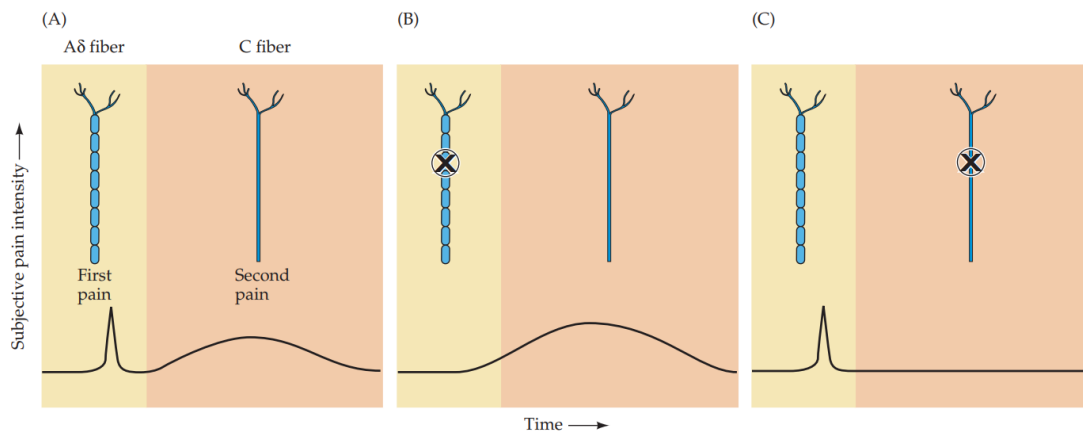 (A)
(B)
(C)
Aδ fiber
C fiber
Subjective pain intensity
First
pain
Second
pain
Time